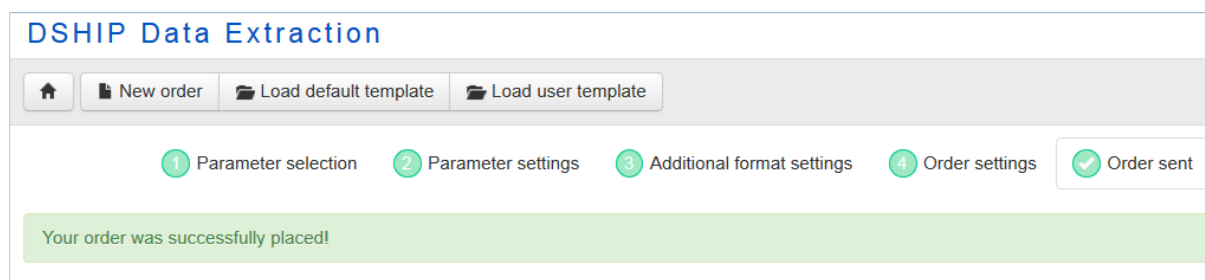 DSHIP Data Extraction
New order Load default template Load user template
1 Parameter selection 2 Parameter settings 3 Additional format settings 4 Order settings Order sent
Your order was successfully placed!